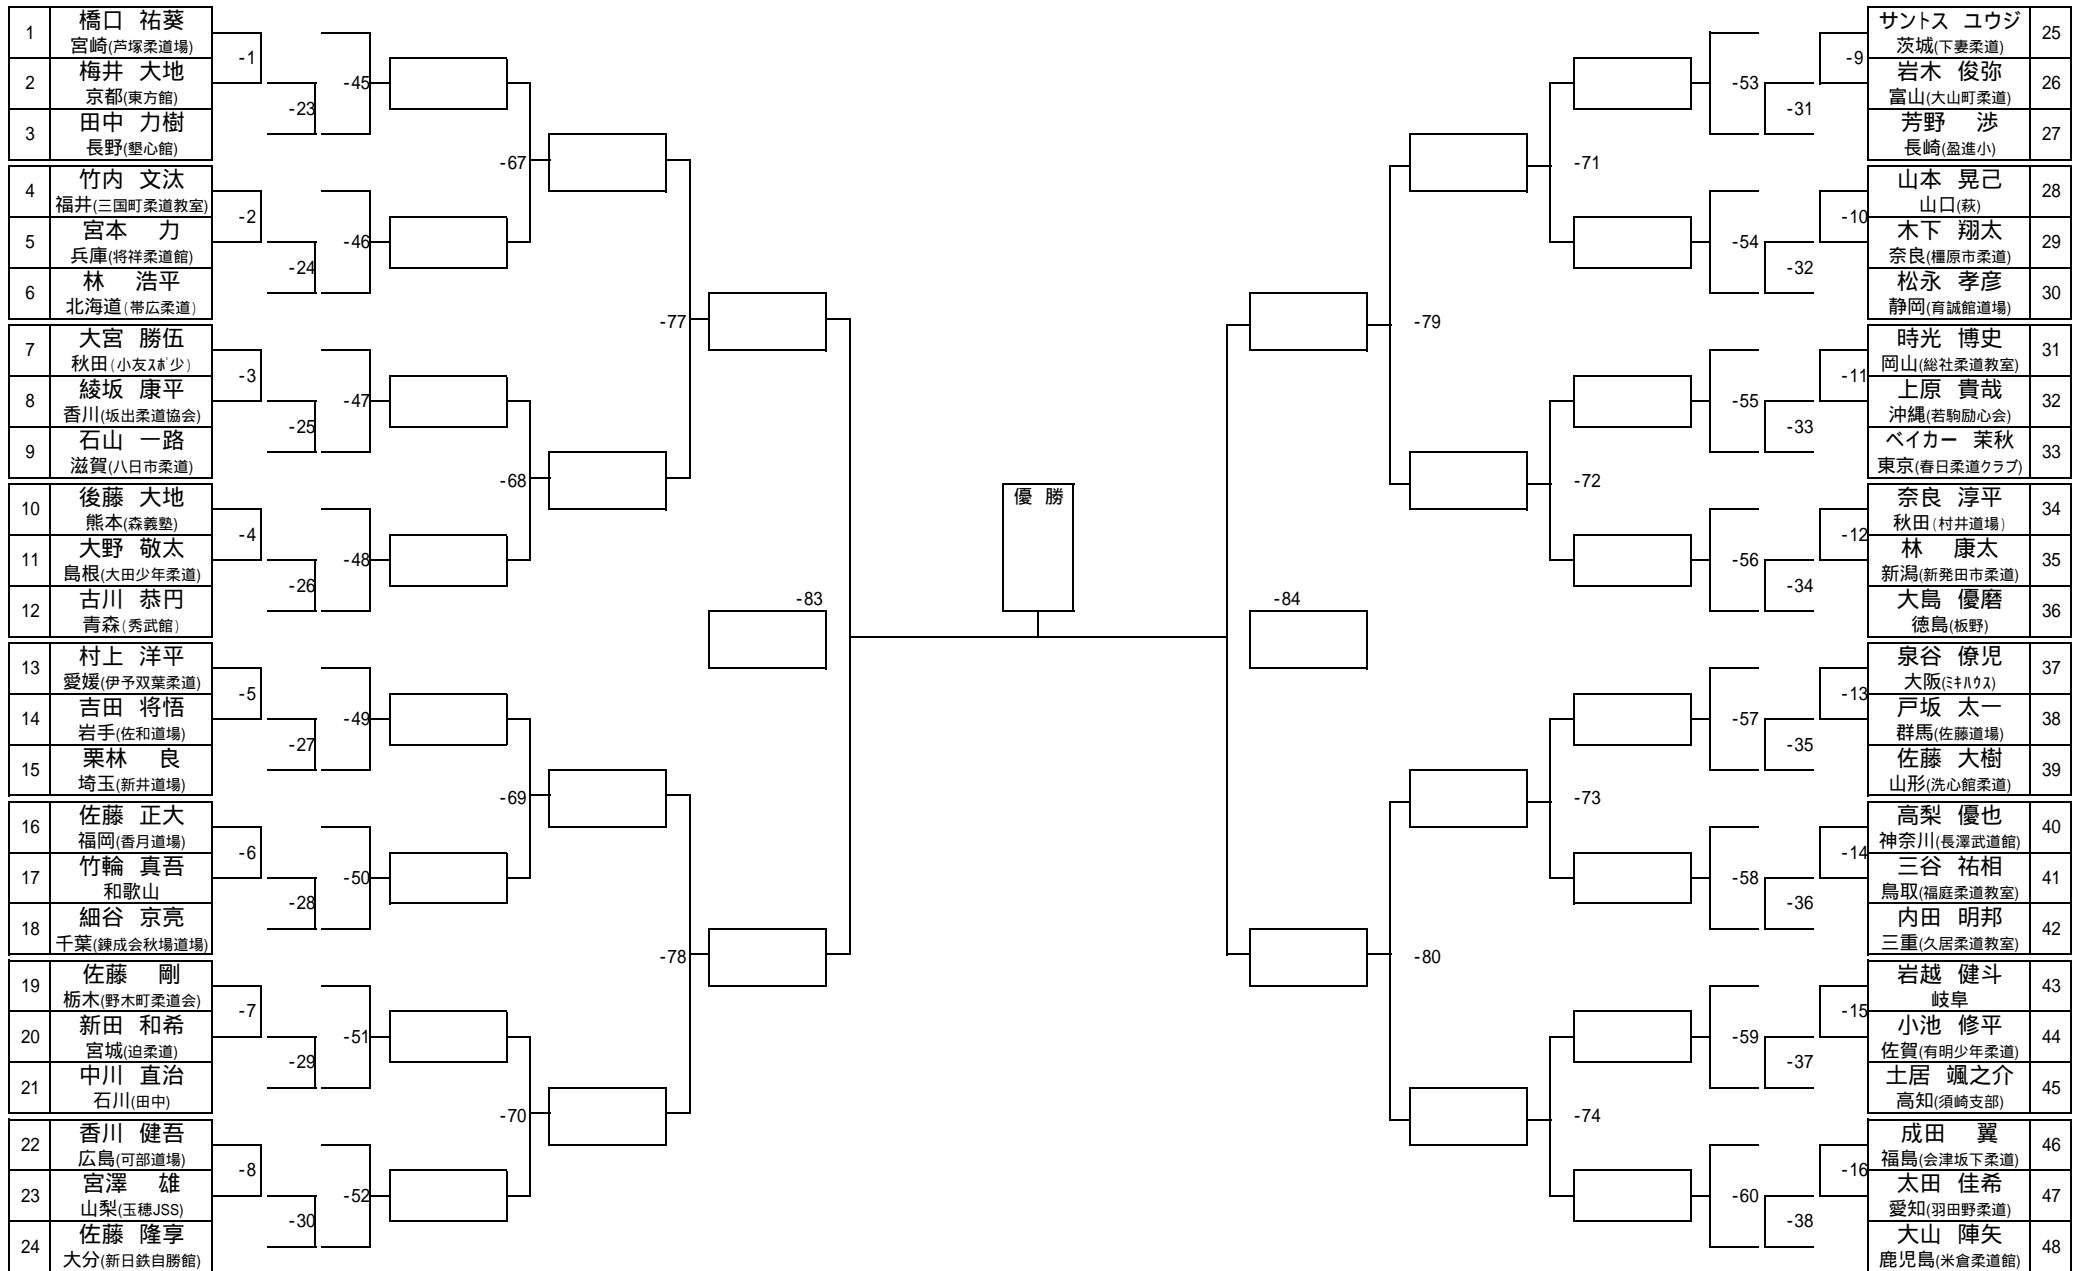 1
橋口 祐葵
宮崎(芦塚柔道場)
2
梅井 大地
京都(東方館)
3
田中 力樹
長野(墾心館)
-1
-23
-45
4
竹内 文汰
福井(三国町柔道教室)
5
宮本 力
兵庫(将祥柔道館)
6
林 浩平
北海道(帯広柔道)
-2
-24
-46
-67
7
大宮 勝伍
秋田(小友スポ少)
8
綾坂 康平
香川(坂出柔道協会)
9
石山 一路
滋賀(八日市柔道)
-3
-25
-47
10
後藤 大地
熊本(森義塾)
11
大野 敬太
島根(大田少年柔道)
12
古川 恭円
青森(秀武館)
-4
-26
-48
-68
-77
13
村上 洋平
愛媛(伊予双葉柔道)
14
吉田 将悟
岩手(佐和道場)
15
栗林 良
埼玉(新井道場)
-5
-27
-49
16
佐藤 正大
福岡(香月道場)
17
竹輪 真吾
和歌山
18
細谷 京亮
千葉(錬成会秋場道場)
-6
-28
-50
-69
19
佐藤 剛
栃木(野木町柔道会)
20
新田 和希
宮城(迫柔道)
21
中川 直治
石川(田中)
-7
-29
-51
22
香川 健吾
広島(可部道場)
23
宮澤 雄
山梨(玉穂JSS)
24
佐藤 隆享
大分(新日鉄自勝館)
-8
-30
-52
-70
-78
-83
優 勝
-84
サントス ユウジ
茨城(下妻柔道)
25
岩木 俊弥
富山(大山町柔道)
26
芳野 渉
長崎(盈進小)
27
-9
-31
-53
山本 晃己
山口(萩)
28
木下 翔太
奈良(橿原市柔道)
29
松永 孝彦
静岡(育誠館道場)
30
-10
-32
-54
-71
時光 博史
岡山(総社柔道教室)
31
上原 貴哉
沖縄(若駒励心会)
32
ベイカー 茉秋
東京(春日柔道クラブ)
33
-11
-33
-55
奈良 淳平
秋田(村井道場)
34
林 康太
新潟(新発田市柔道)
35
大島 優磨
徳島(板野)
36
-12
-34
-56
-72
-79
泉谷 僚児
大阪(ミキハウス)
37
戸坂 太一
群馬(佐藤道場)
38
佐藤 大樹
山形(洗心館柔道)
39
-13
-35
-57
高梨 優也
神奈川(長澤武道館)
40
三谷 祐相
鳥取(福庭柔道教室)
41
内田 明邦
三重(久居柔道教室)
42
-14
-36
-58
-73
岩越 健斗
岐阜
43
小池 修平
佐賀(有明少年柔道)
44
土居 颯之介
高知(須崎支部)
45
-15
-37
-59
成田 翼
福島(会津坂下柔道)
46
太田 佳希
愛知(羽田野柔道)
47
大山 陣矢
鹿児島(米倉柔道館)
48
-16
-38
-60
-74
-80